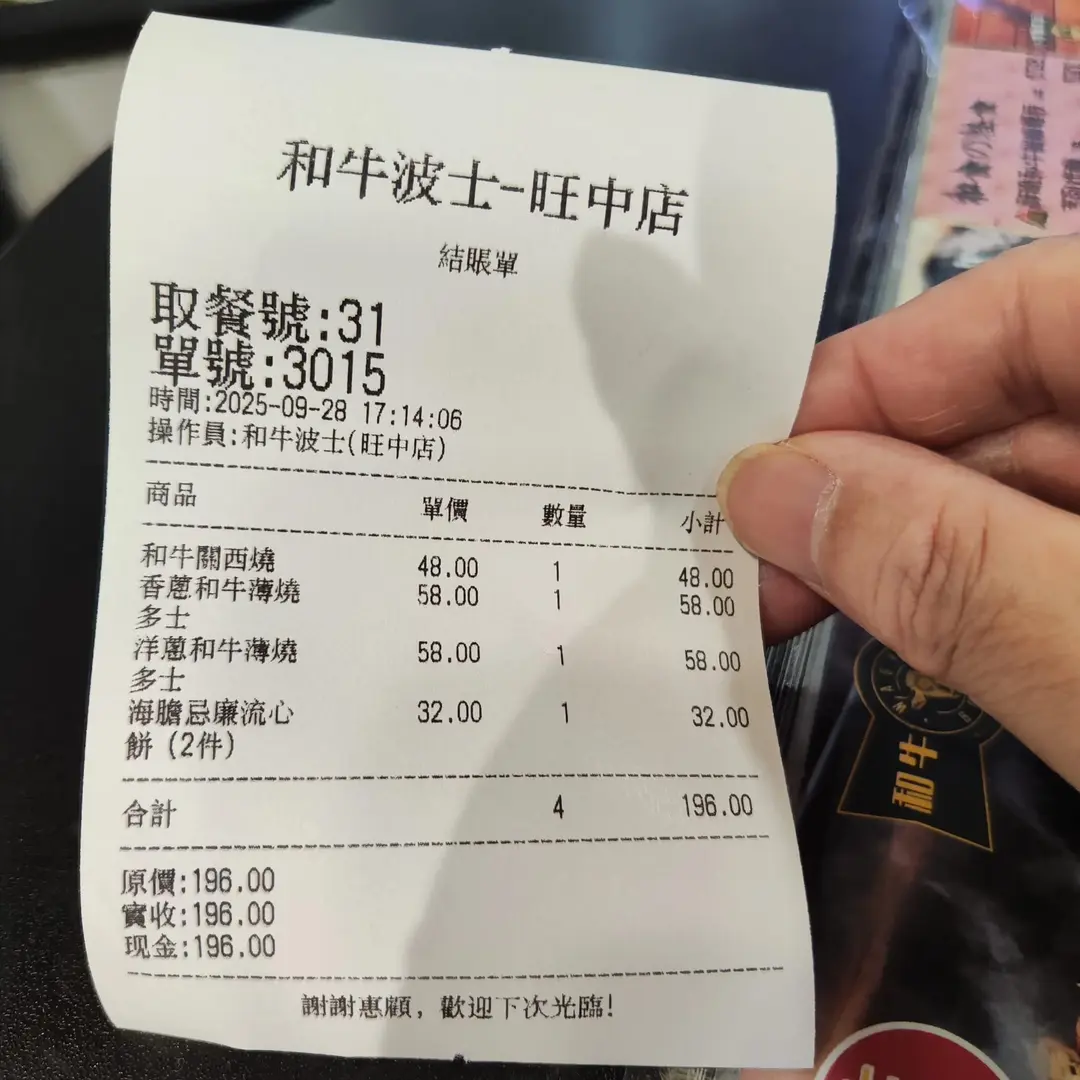 和牛波士-旺中店
結賬單
取餐號:31
單號:3015
時間:2025-09-28 17:14:06
操作員:和牛波士(旺中店)
商品 單價 數量 小計
和牛關西燒 48.00 1 48.00
香蔥和牛薄燒 58.00 1 58.00
多士
洋蔥和牛薄燒 58.00 1 58.00
多士
海膽忌廉流心 32.00 1 32.00
餅(2件)
合計 4 196.00
原價:196.00
實收:196.00
现金:196.00
謝謝惠顧, 歡迎下次光臨!
和牛